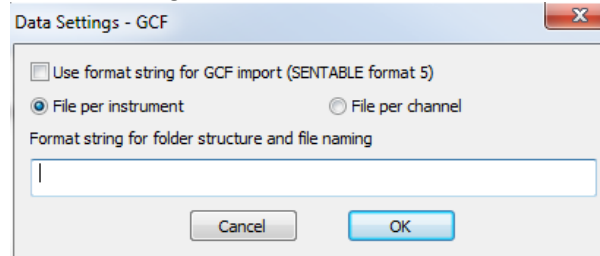 Data Settings - GCF
Use format string for GCF import (SENTABLE format 5)
File per instrument File per channel
Format string for folder structure and file naming
Cancel OK